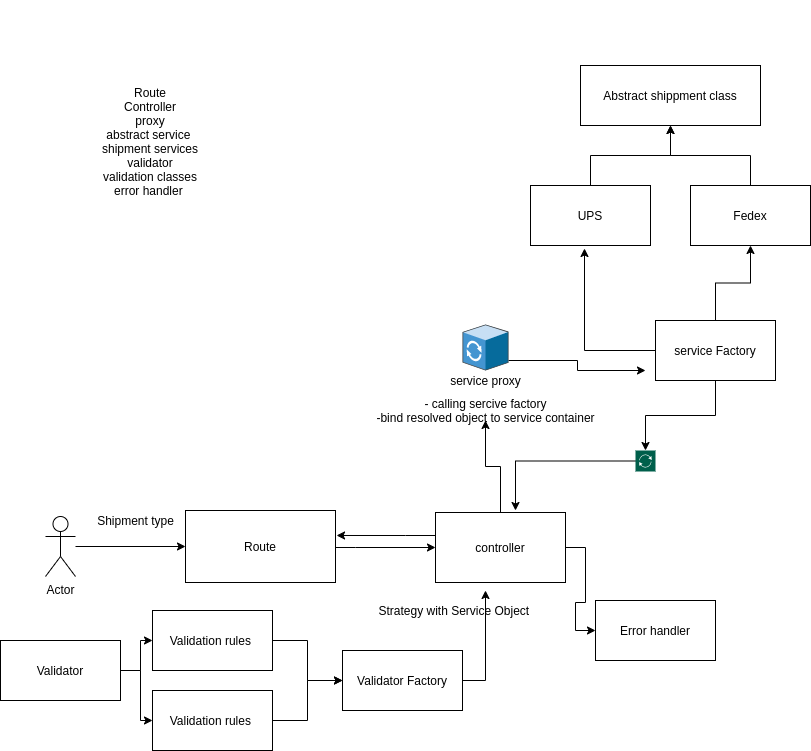 Route
Controller
proxy
abstract service
shipment services
validator
validation classes
error handler
Abstract shippment class
UPS
Fedex
service Factory
service proxy
- calling sercive factory
-bind resolved object to service container
Shipment type
Actor
Route
controller
Strategy with Service Object
Error handler
Validator
Validation rules
Validation rules
Validator Factory